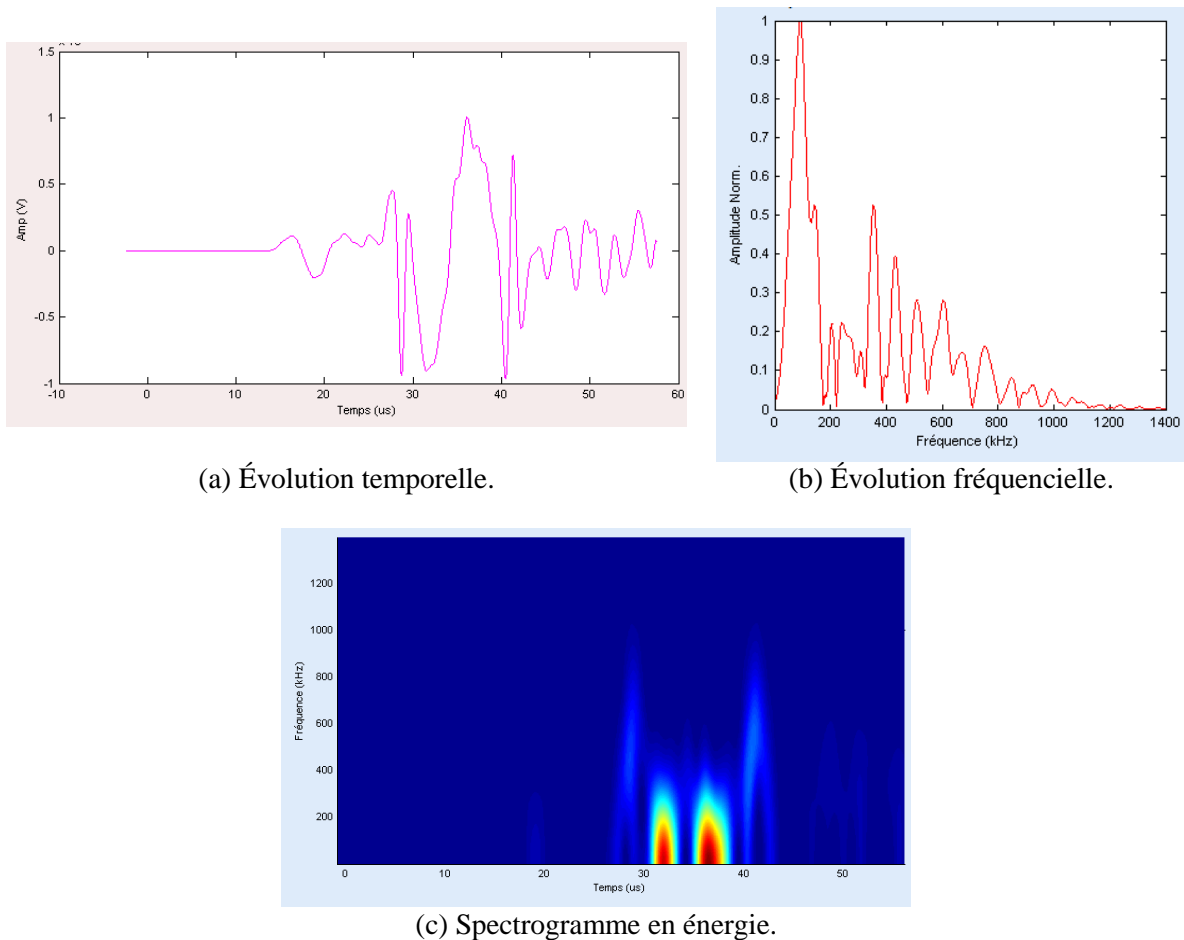 1.5
1
0.5
0
-0.5
-1
Amp (V)
-10 0 10 20 30 40 50 60
Temps (us)
1
0.9
0.8
0.7
0.6
0.5
0.4
0.3
0.2
0.1
0
Amplitude Norm.
0 200 400 600 800 1000 1200 1400
Fréquence (kHz)
(a) Évolution temporelle.
(b) Évolution fréquencielle.
1200
1000
800
600
400
200
Fréquence (kHz)
0 10 20 30 40 50
Temps (us)
(c) Spectrogramme en énergie.